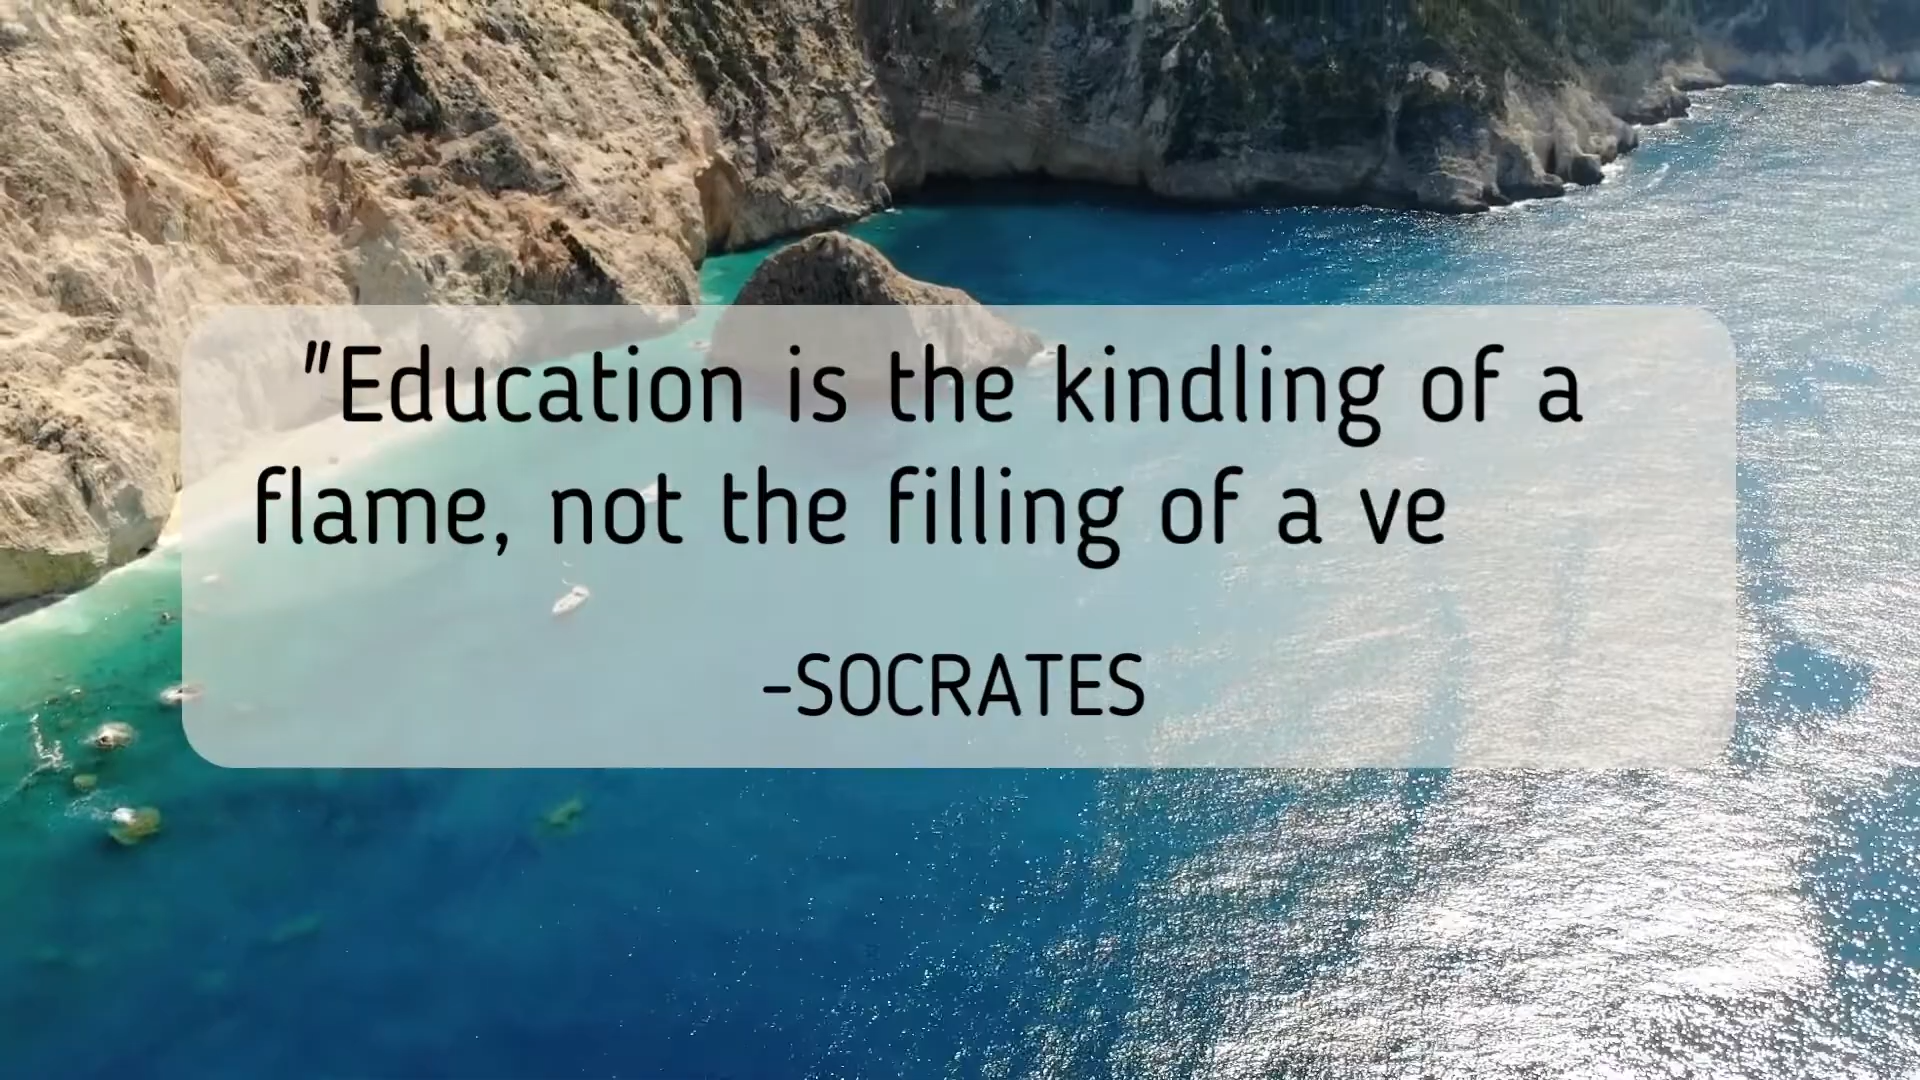 "Education is the kindling of a
flame, not the filling of a ve
-SOCRATES